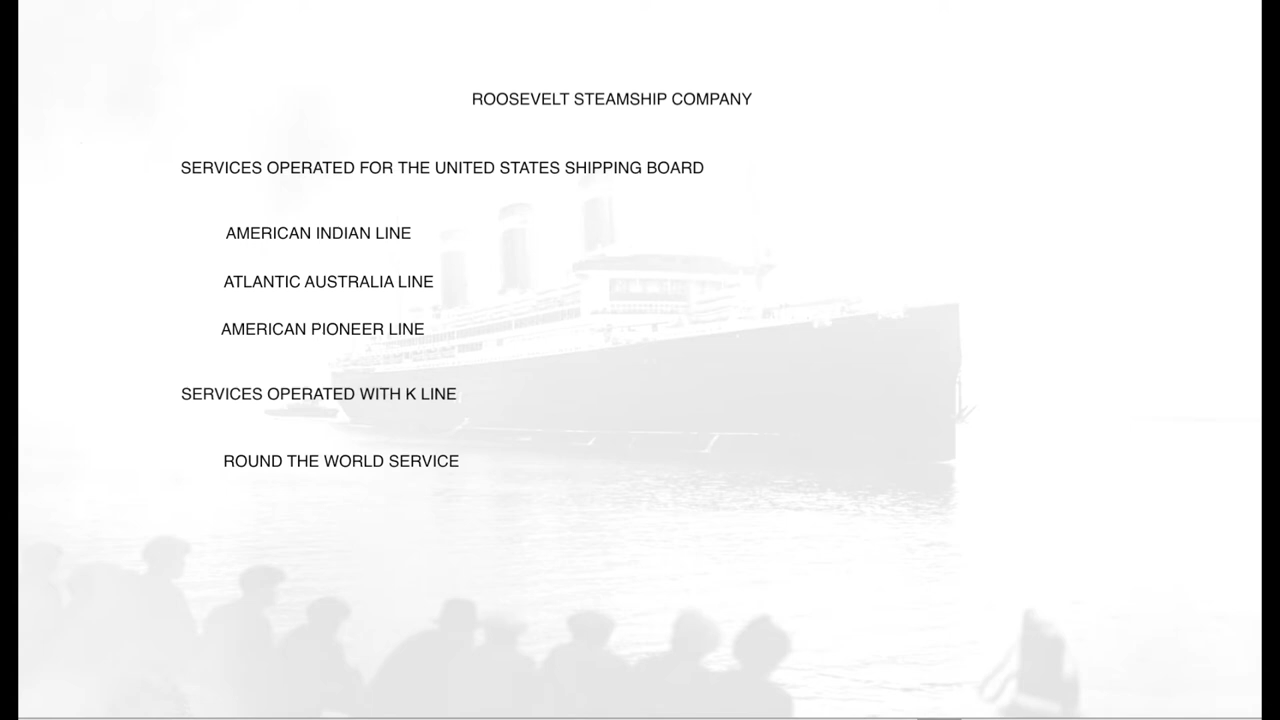 ROOSEVELT STEAMSHIP COMPANY
SERVICES OPERATED FOR THE UNITED STATES SHIPPING BOARD
AMERICAN INDIAN LINE
ATLANTIC AUSTRALIA LINE
AMERICAN PIONEER LINE
SERVICES OPERATED WITH K LINE
ROUND THE WORLD SERVICE